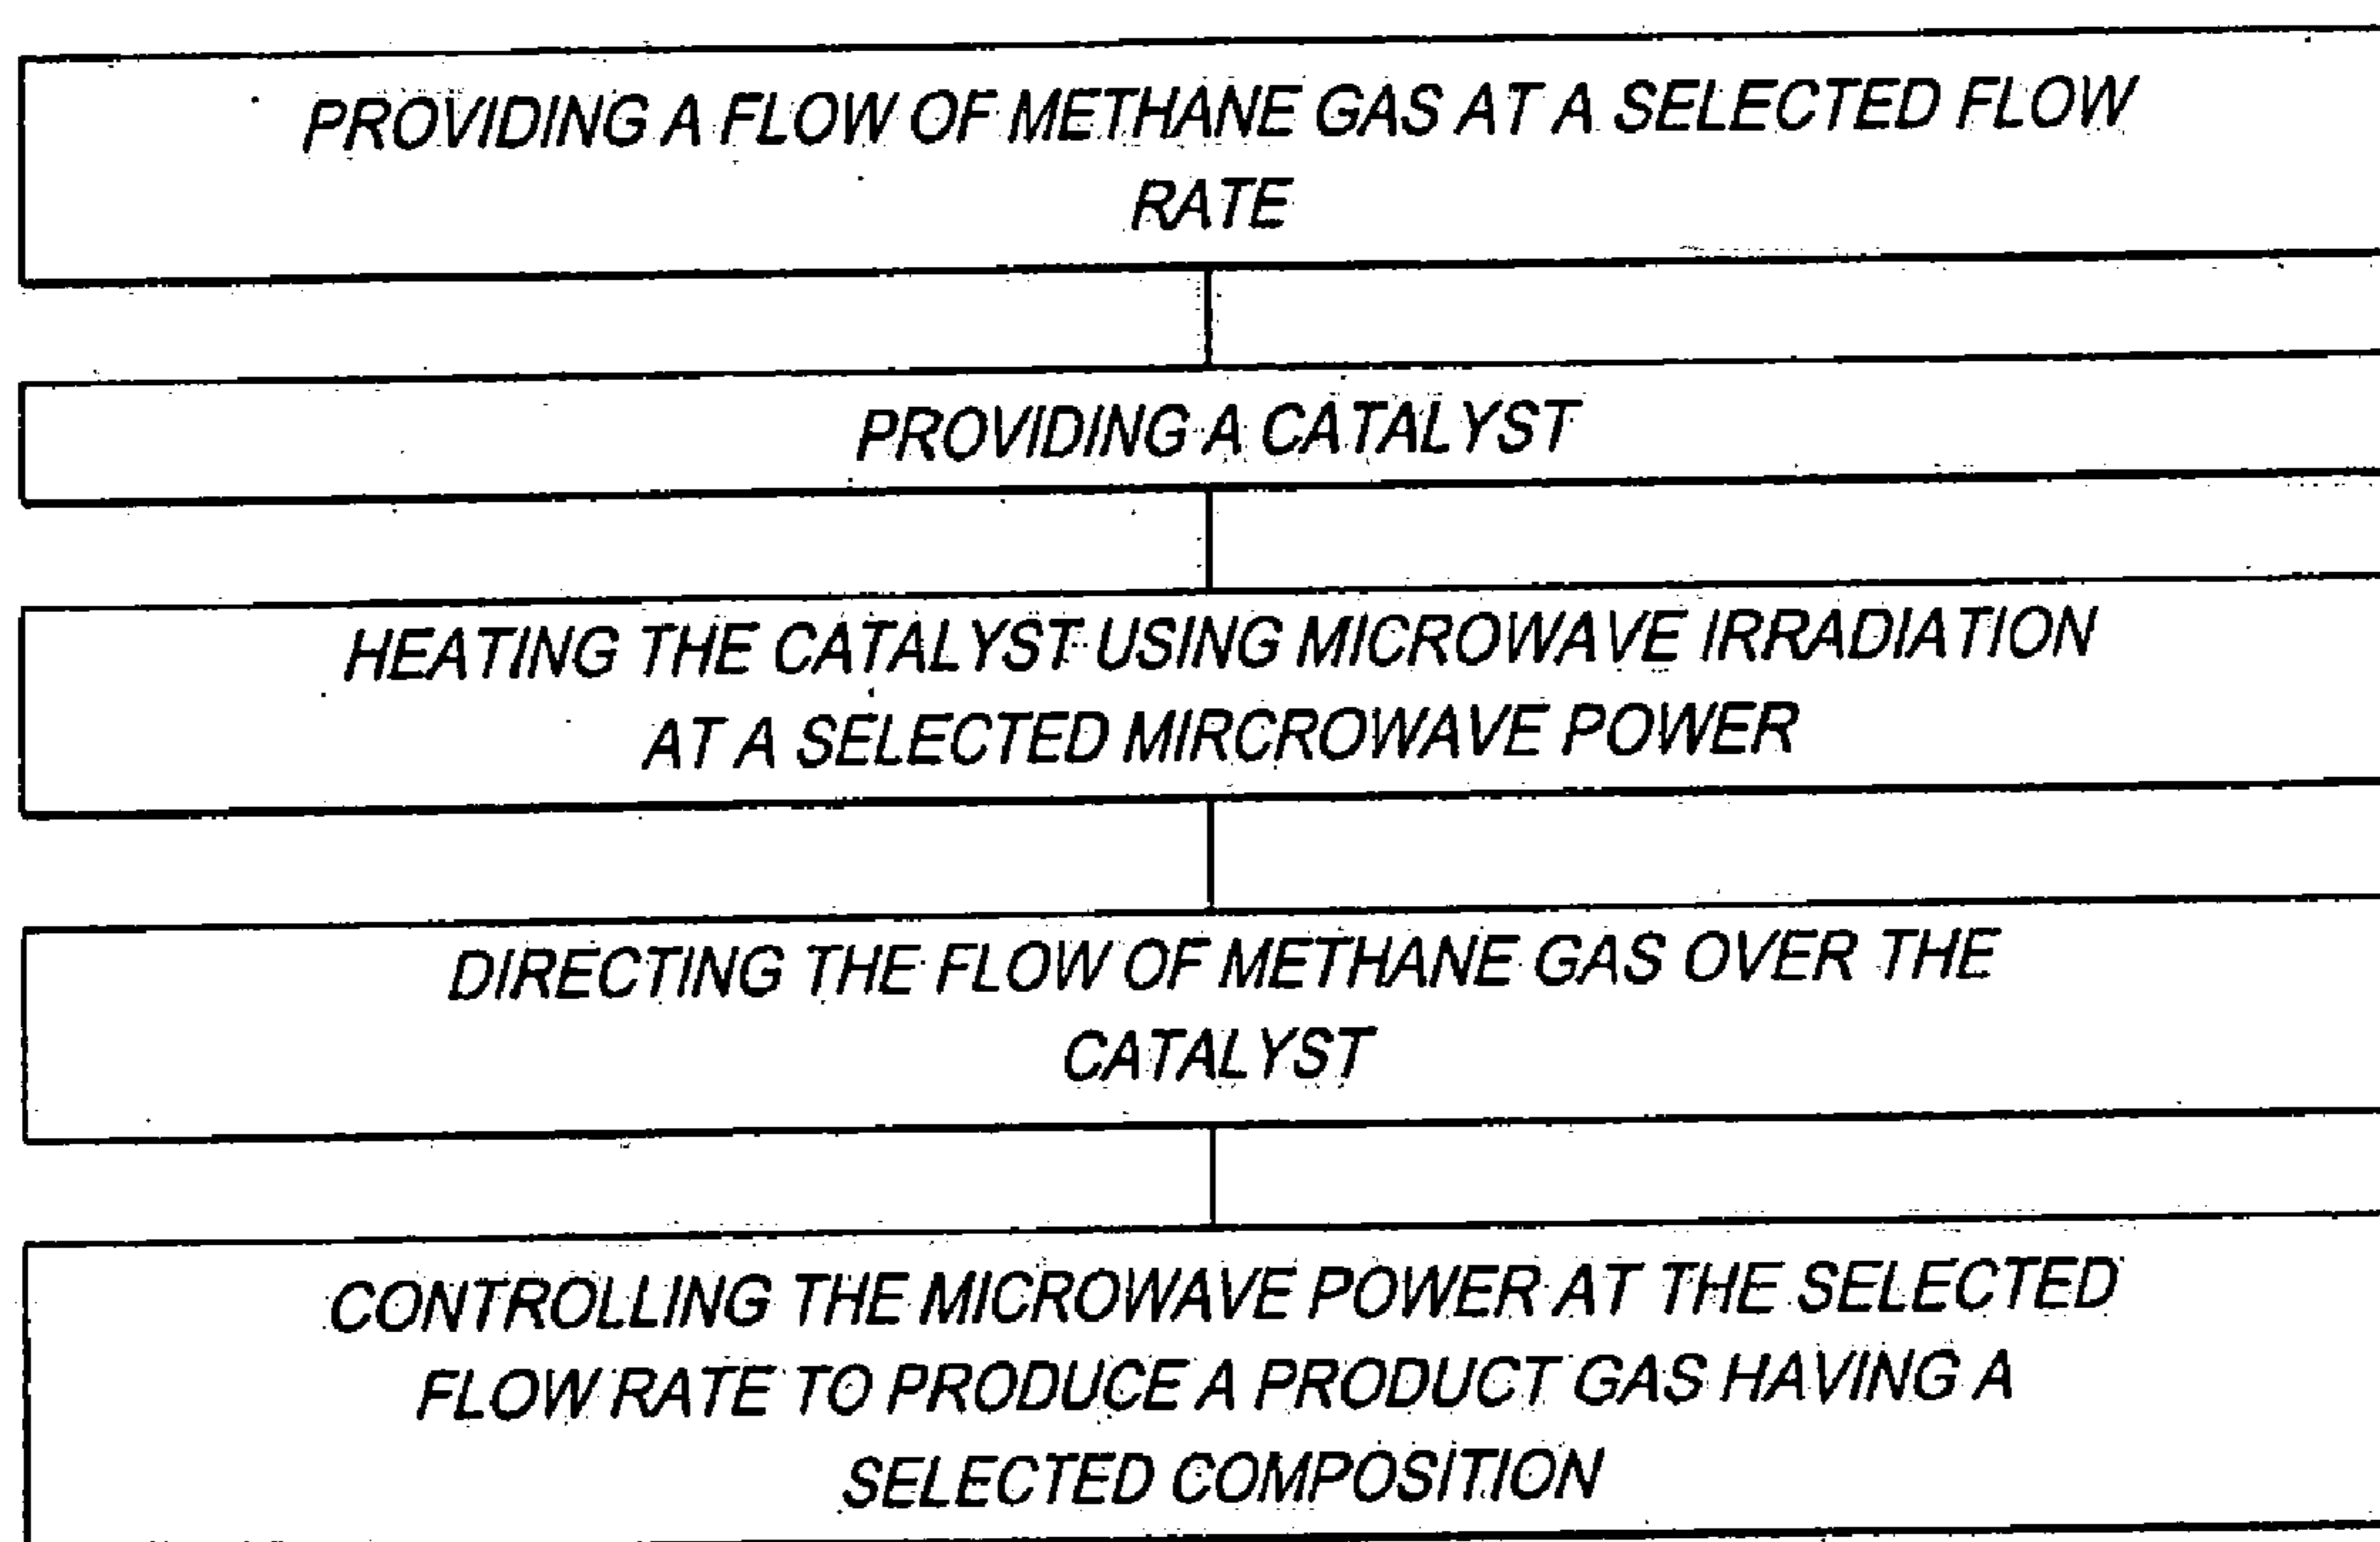 PROVIDING A FLOW OF METHANE GAS AT A SELECTED FLOW
RATE
PROVIDING A CATALYST
HEATING THE CATALYST USING MICROWAVE IRRADIATION
AT A SELECTED MIRCROWAVE POWER
DIRECTING THE FLOW OF METHANE GAS OVER THE
CATALYST
CONTROLLING THE MICROWAVE POWER AT THE SELECTED
FLOW RATE TO PRODUCE A PRODUCT GAS HAVING A
SELECTED COMPOSITION